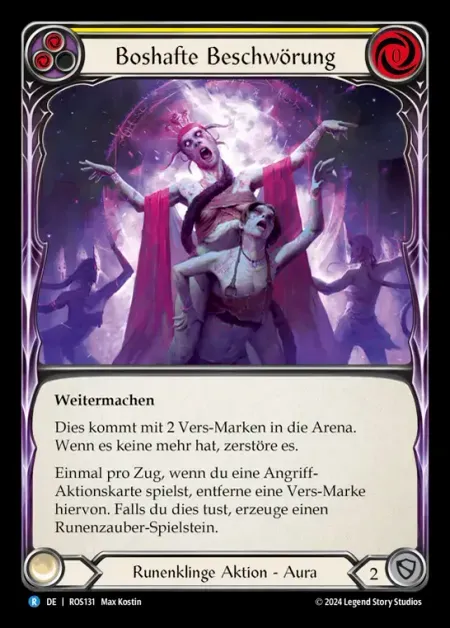 Boshafte Beschwörung
0
Weitermachen
Dies kommt mit 2 Vers-Marken in die Arena.
Wenn es keine mehr hat, zerstöre es.
Einmal pro Zug, wenn du eine Angriff-
Aktionskarte spielst, entferne eine Vers-Marke
hiervon. Falls du dies tust, erzeuge einen
Runenzauber-Spielstein.
Runenklinge Aktion - Aura
2
R DE | ROS131 Max Kostin
© 2024 Legend Story Studios